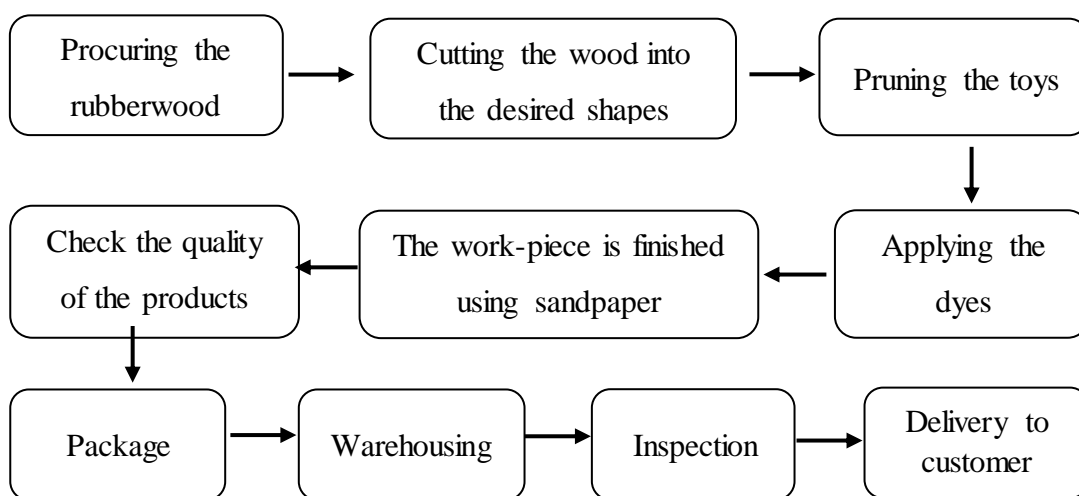 Procuring the
rubberwood
Cutting the wood into
the desired shapes
Pruning the toys
Applying the
dyes
The work-piece is finished
using sandpaper
Check the quality
of the products
Package
Warehousing
Inspection
Delivery to
customer